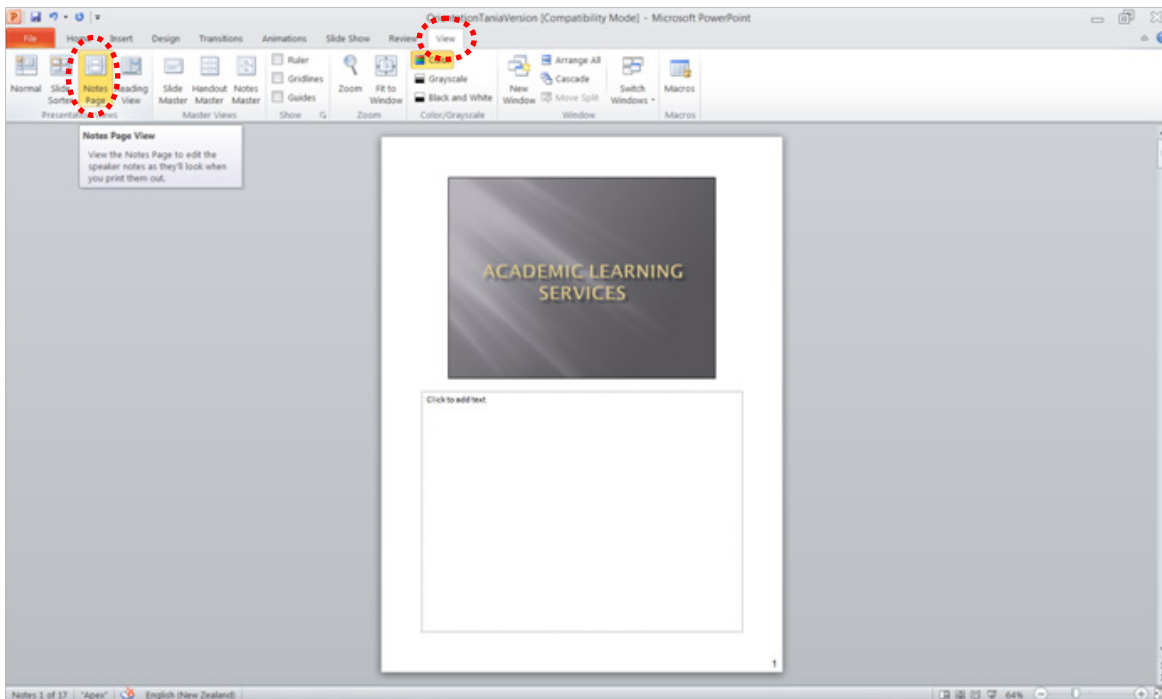 OrientationTaniaVersion [Compatibility Mode] - Microsoft PowerPoint
File Home Insert Design Transitions Animations Slide Show Review View
Normal Slide Sorter Notes Page Reading View
Slide Master Handout Master Notes Master
Ruler
Gridlines
Guides
Zoom Fit to Window
Color
Grayscale
Black and White
New Window
Arrange All
Cascade
Move Split
Switch Windows
Macros
Presentation Views Master Views Show Zoom Color/Grayscale Window Macros
Notes Page View
View the Notes Page to edit the
speaker notes as they'll look when
you print them out.
ACADEMIC LEARNING
SERVICES
Click to add text
1
Notes 1 of 17 "Apex" English (New Zealand) 64%